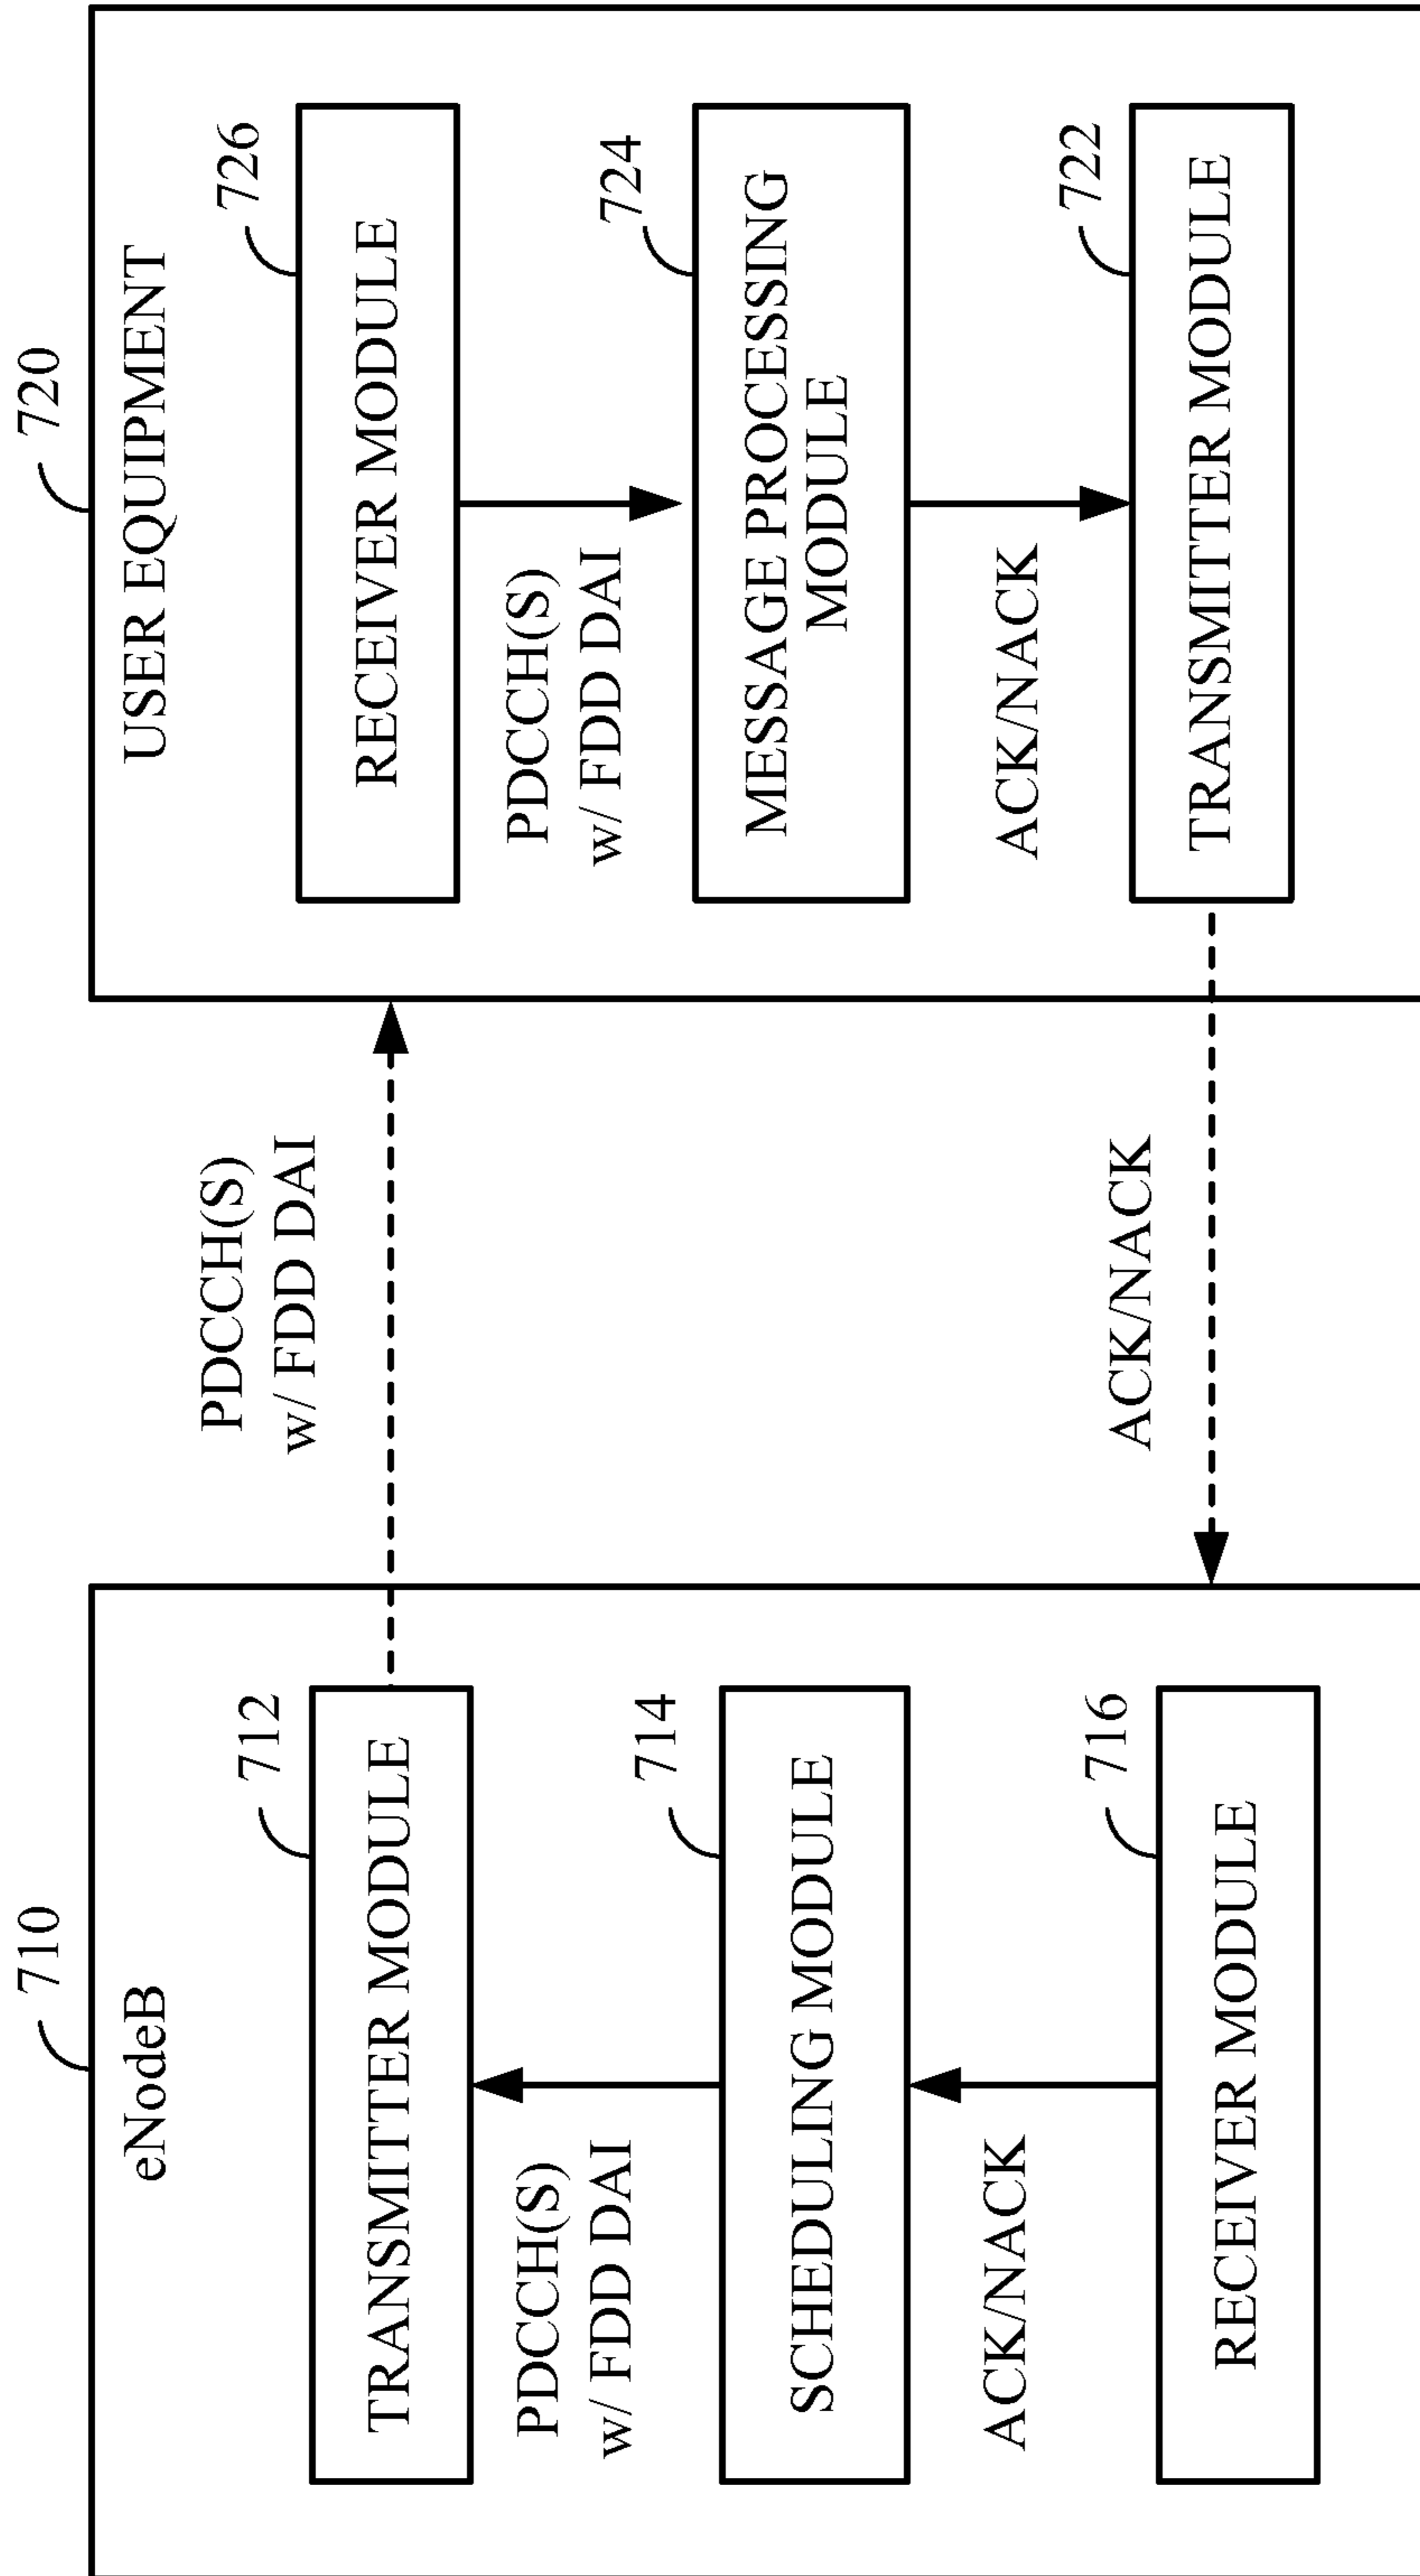 710
eNodeB
712
TRANSMITTER MODULE
PDCCH(S)
w/ FDD DAI
714
SCHEDULING MODULE
ACK/NACK
716
RECEIVER MODULE
PDCCH(S)
w/ FDD DAI
ACK/NACK
720
USER EQUIPMENT
726
RECEIVER MODULE
PDCCH(S)
w/ FDD DAI
724
MESSAGE PROCESSING
MODULE
ACK/NACK
722
TRANSMITTER MODULE